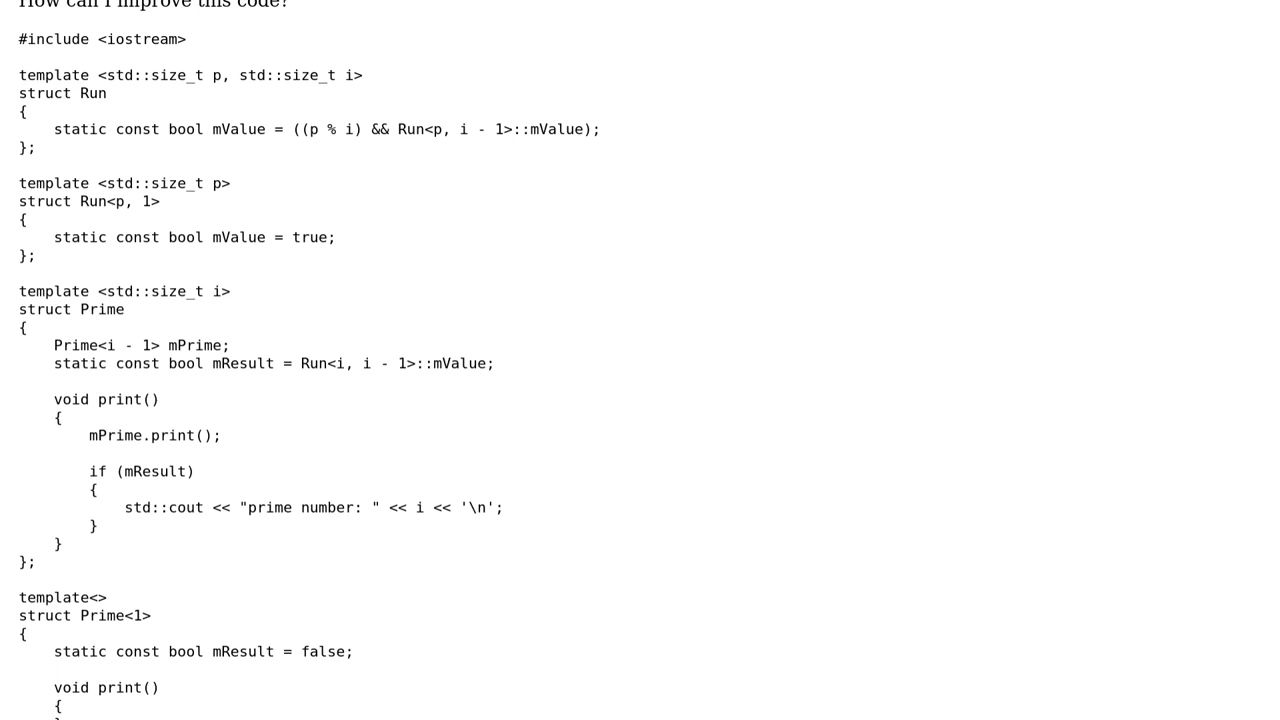 How can I improve this code?
#include <iostream>
template <std::size_t p, std::size_t i>
struct Run
{
    static const bool mValue = ((p % i) && Run<p, i - 1>::mValue);
};
template <std::size_t p>
struct Run<p, 1>
{
    static const bool mValue = true;
};
template <std::size_t i>
struct Prime
{
    Prime<i - 1> mPrime;
    static const bool mResult = Run<i, i - 1>::mValue;
    void print()
    {
        mPrime.print();
        if (mResult)
        {
            std::cout << "prime number: " << i << '\n';
        }
    }
};
template<>
struct Prime<1>
{
    static const bool mResult = false;
    void print()
    {